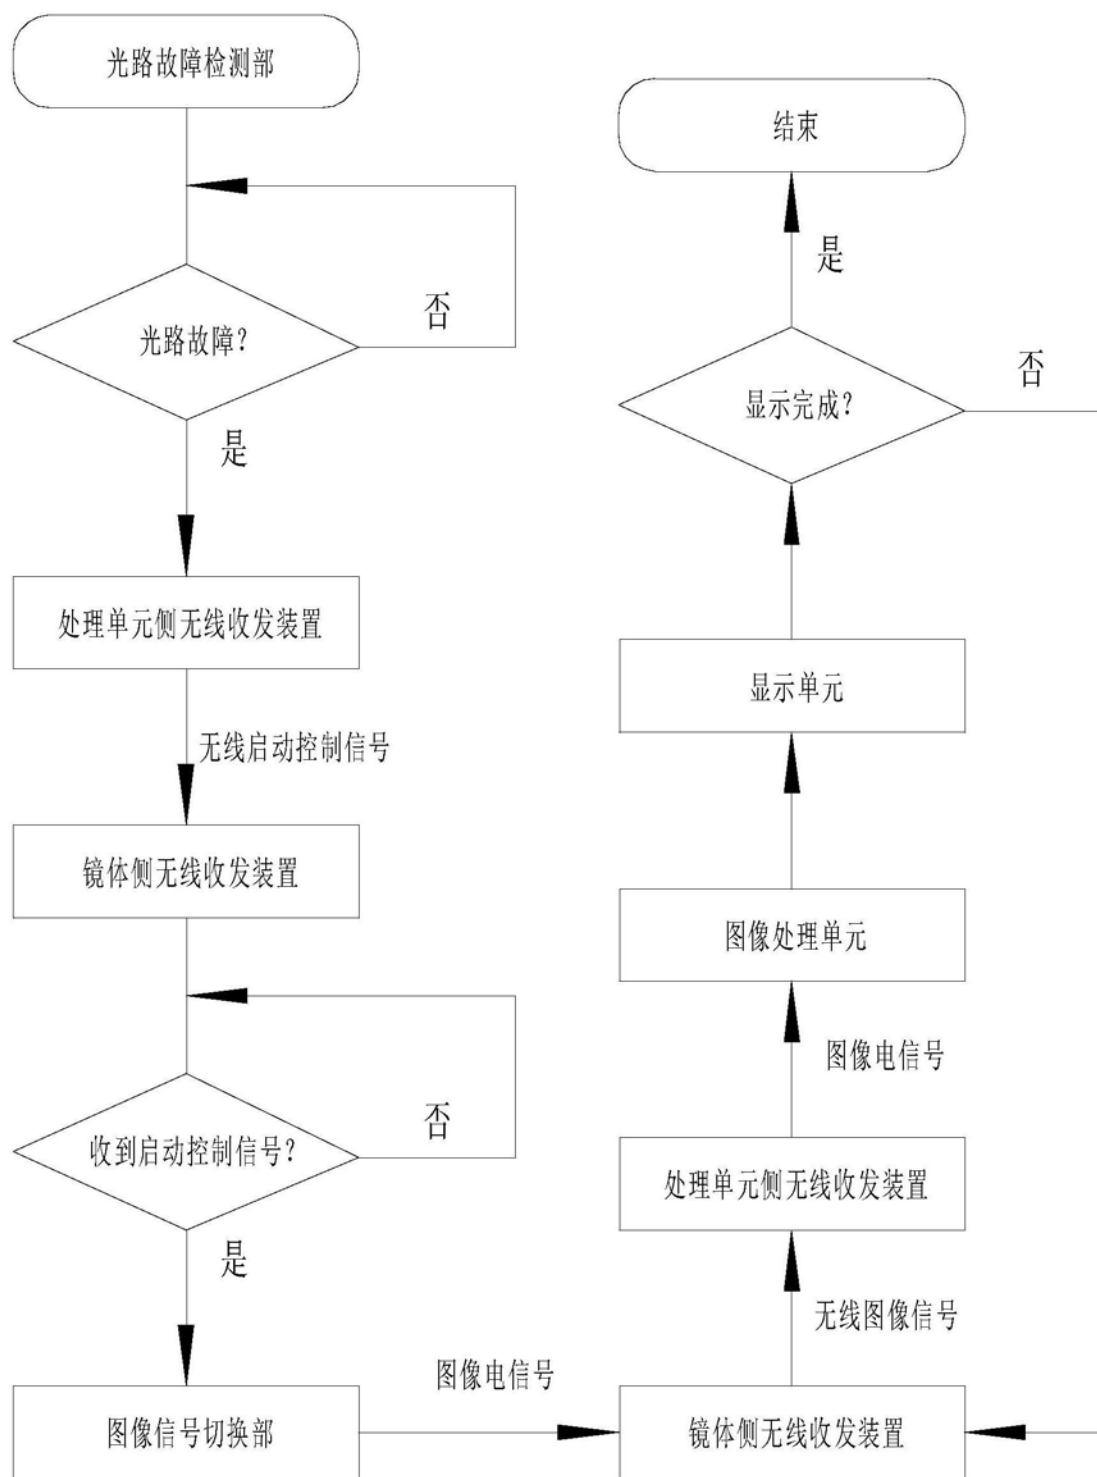 光路故障检测部
光路故障?
否
是
处理单元侧无线收发装置
无线启动控制信号
镜体侧无线收发装置
收到启动控制信号?
否
是
图像信号切换部
图像电信号
镜体侧无线收发装置
无线图像信号
处理单元侧无线收发装置
图像电信号
图像处理单元
显示单元
显示完成?
否
是
结束